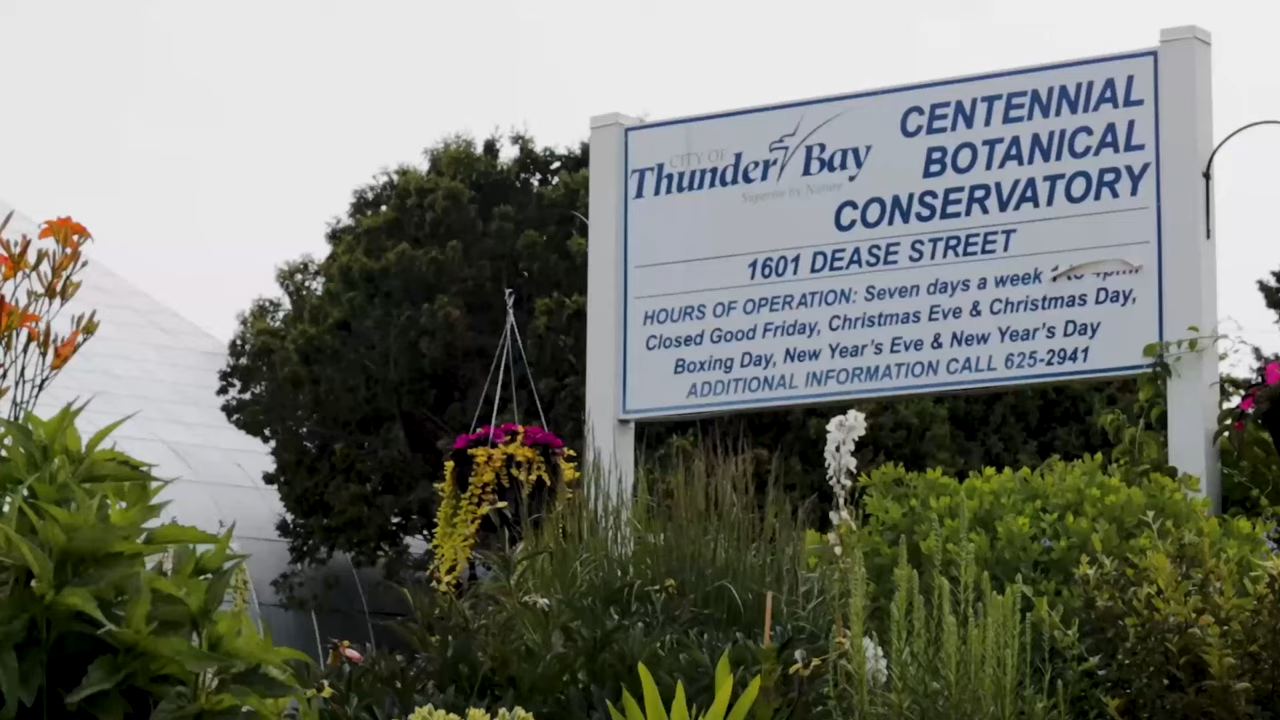 CITY OF
Thunder Bay
Superior by Nature
CENTENNIAL
BOTANICAL
CONSERVATORY
1601 DEASE STREET
HOURS OF OPERATION: Seven days a week
Closed Good Friday, Christmas Eve & Christmas Day,
Boxing Day, New Year's Eve & New Year's Day
ADDITIONAL INFORMATION CALL 625-2941